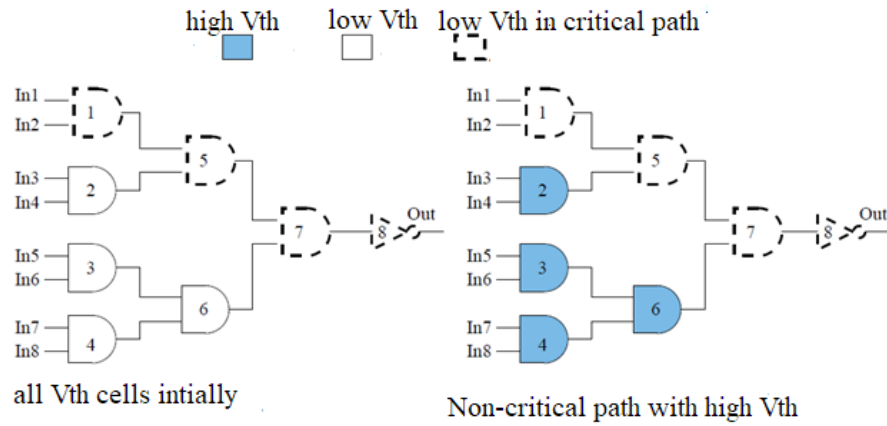 high Vth low Vth low Vth in critical path
In1
In2
1
5
In3
In4
2
7
8
Out
In5
In6
3
6
In7
In8
4
all Vth cells intially
In1
In2
1
5
In3
In4
2
7
8
Out
In5
In6
3
6
In7
In8
4
Non-critical path with high Vth